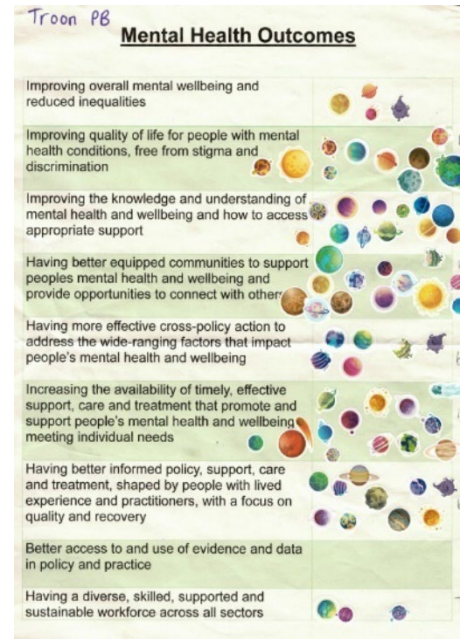 Troon PB
Mental Health Outcomes
Improving overall mental wellbeing and
reduced inequalities
Improving quality of life for people with mental
health conditions, free from stigma and
discrimination
Improving the knowledge and understanding of
mental health and wellbeing and how to access
appropriate support
Having better equipped communities to support
peoples mental health and wellbeing and
provide opportunities to connect with others
Having more effective cross-policy action to
address the wide-ranging factors that impact
people's mental health and wellbeing
Increasing the availability of timely, effective
support, care and treatment that promote and
support people's mental health and wellbeing
meeting individual needs
Having better informed policy, support, care
and treatment, shaped by people with lived
experience and practitioners, with a focus on
quality and recovery
Better access to and use of evidence and data
in policy and practice
Having a diverse, skilled, supported and
sustainable workforce across all sectors